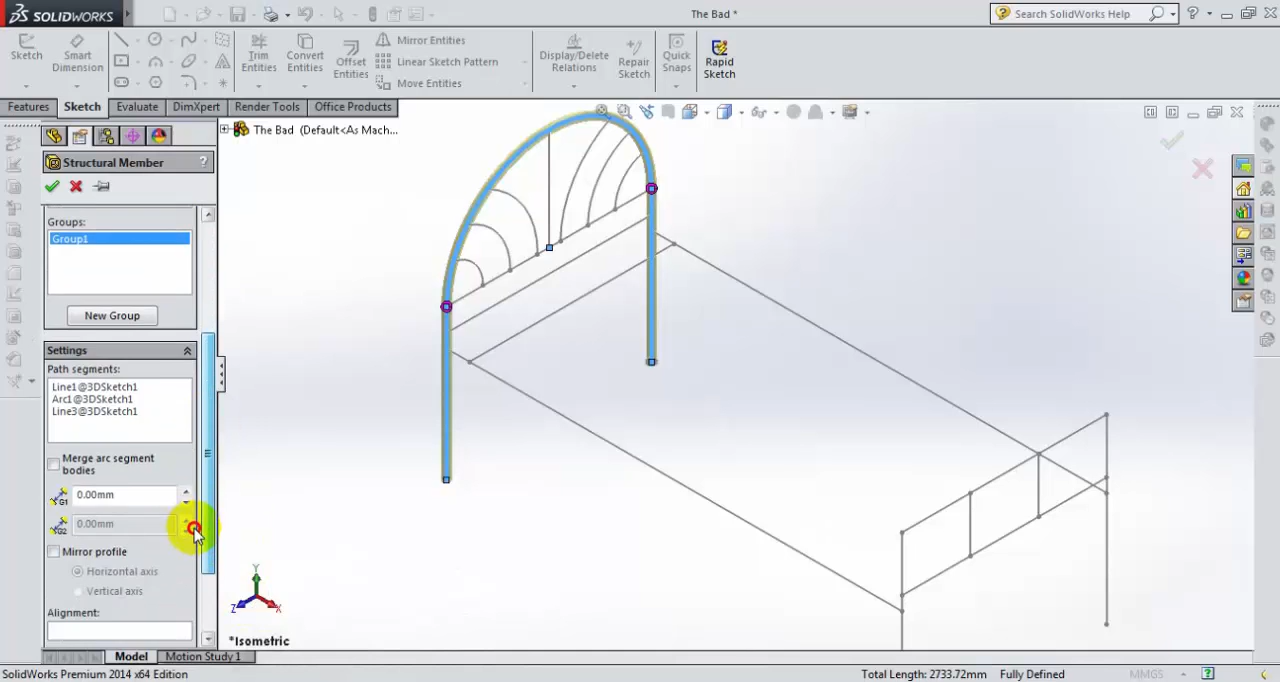 SOLIDWORKS
The Bad *
Search SolidWorks Help
Sketch
Smart Dimension
Trim Entities
Convert Entities
Offset Entities
Mirror Entities
Linear Sketch Pattern
Move Entities
Display/Delete Relations
Repair Sketch
Quick Snaps
Rapid Sketch
Features
Sketch
Evaluate
DimXpert
Render Tools
Office Products
The Bad (Default<As Mach...
Structural Member
?
Groups:
Group1
New Group
Settings
Path segments:
Line1@3DSketch1
Arc1@3DSketch1
Line3@3DSketch1
Merge arc segment
bodies
G1
0.00mm
G2
0.00mm
Mirror profile
Horizontal axis
Vertical axis
Alignment:
Y
Z
X
*Isometric
Model
Motion Study 1
SolidWorks Premium 2014 x64 Edition
Total Length: 2733.72mm
Fully Defined
MMGS
?